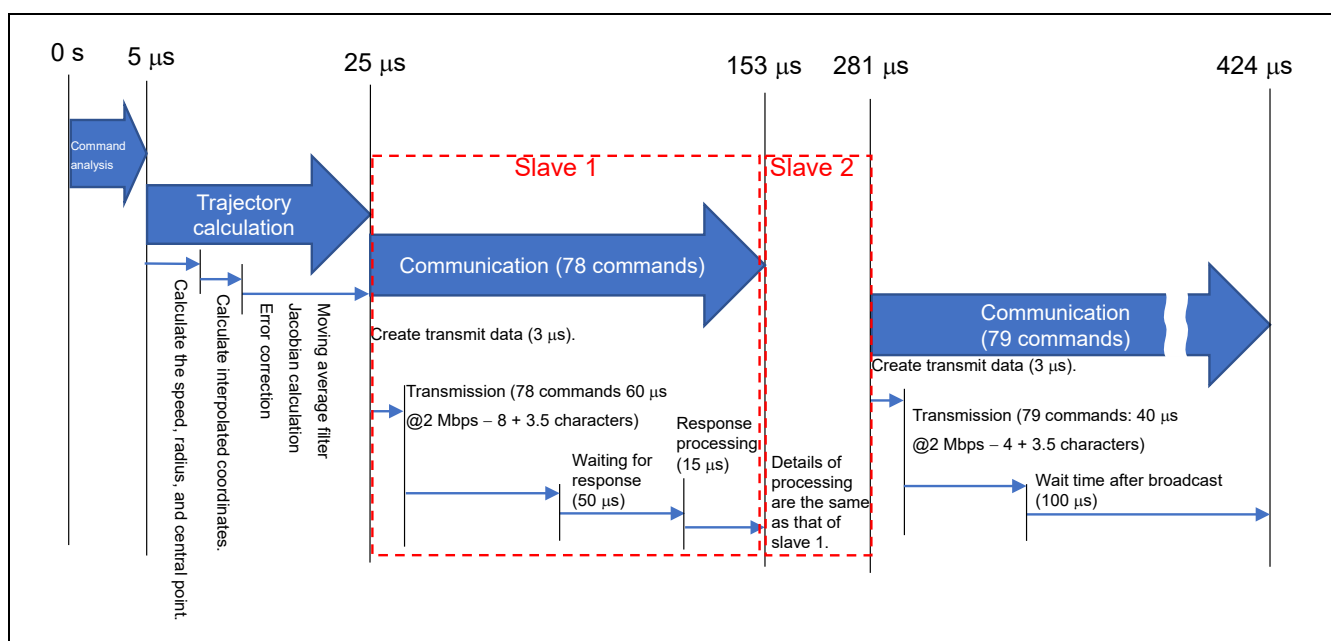 0 s
5 μs
25 μs
153 μs
281 μs
424 μs
Command
analysis
Slave 1
Slave 2
Trajectory
calculation
Communication (78 commands)
Communication
(79 commands)
Calculate the speed, radius, and central point.
Calculate interpolated coordinates.
Error correction
Jacobian calculation
Moving average filter
Create transmit data (3 μs).
Transmission (78 commands 60 μs
@2 Mbps – 8 + 3.5 characters)
Waiting for
response
(50 μs)
Response
processing
(15 μs)
Details of
processing
are the same
as that of
slave 1.
Create transmit data (3 μs).
Transmission (79 commands: 40 μs
@2 Mbps – 4 + 3.5 characters)
Wait time after broadcast
(100 μs)